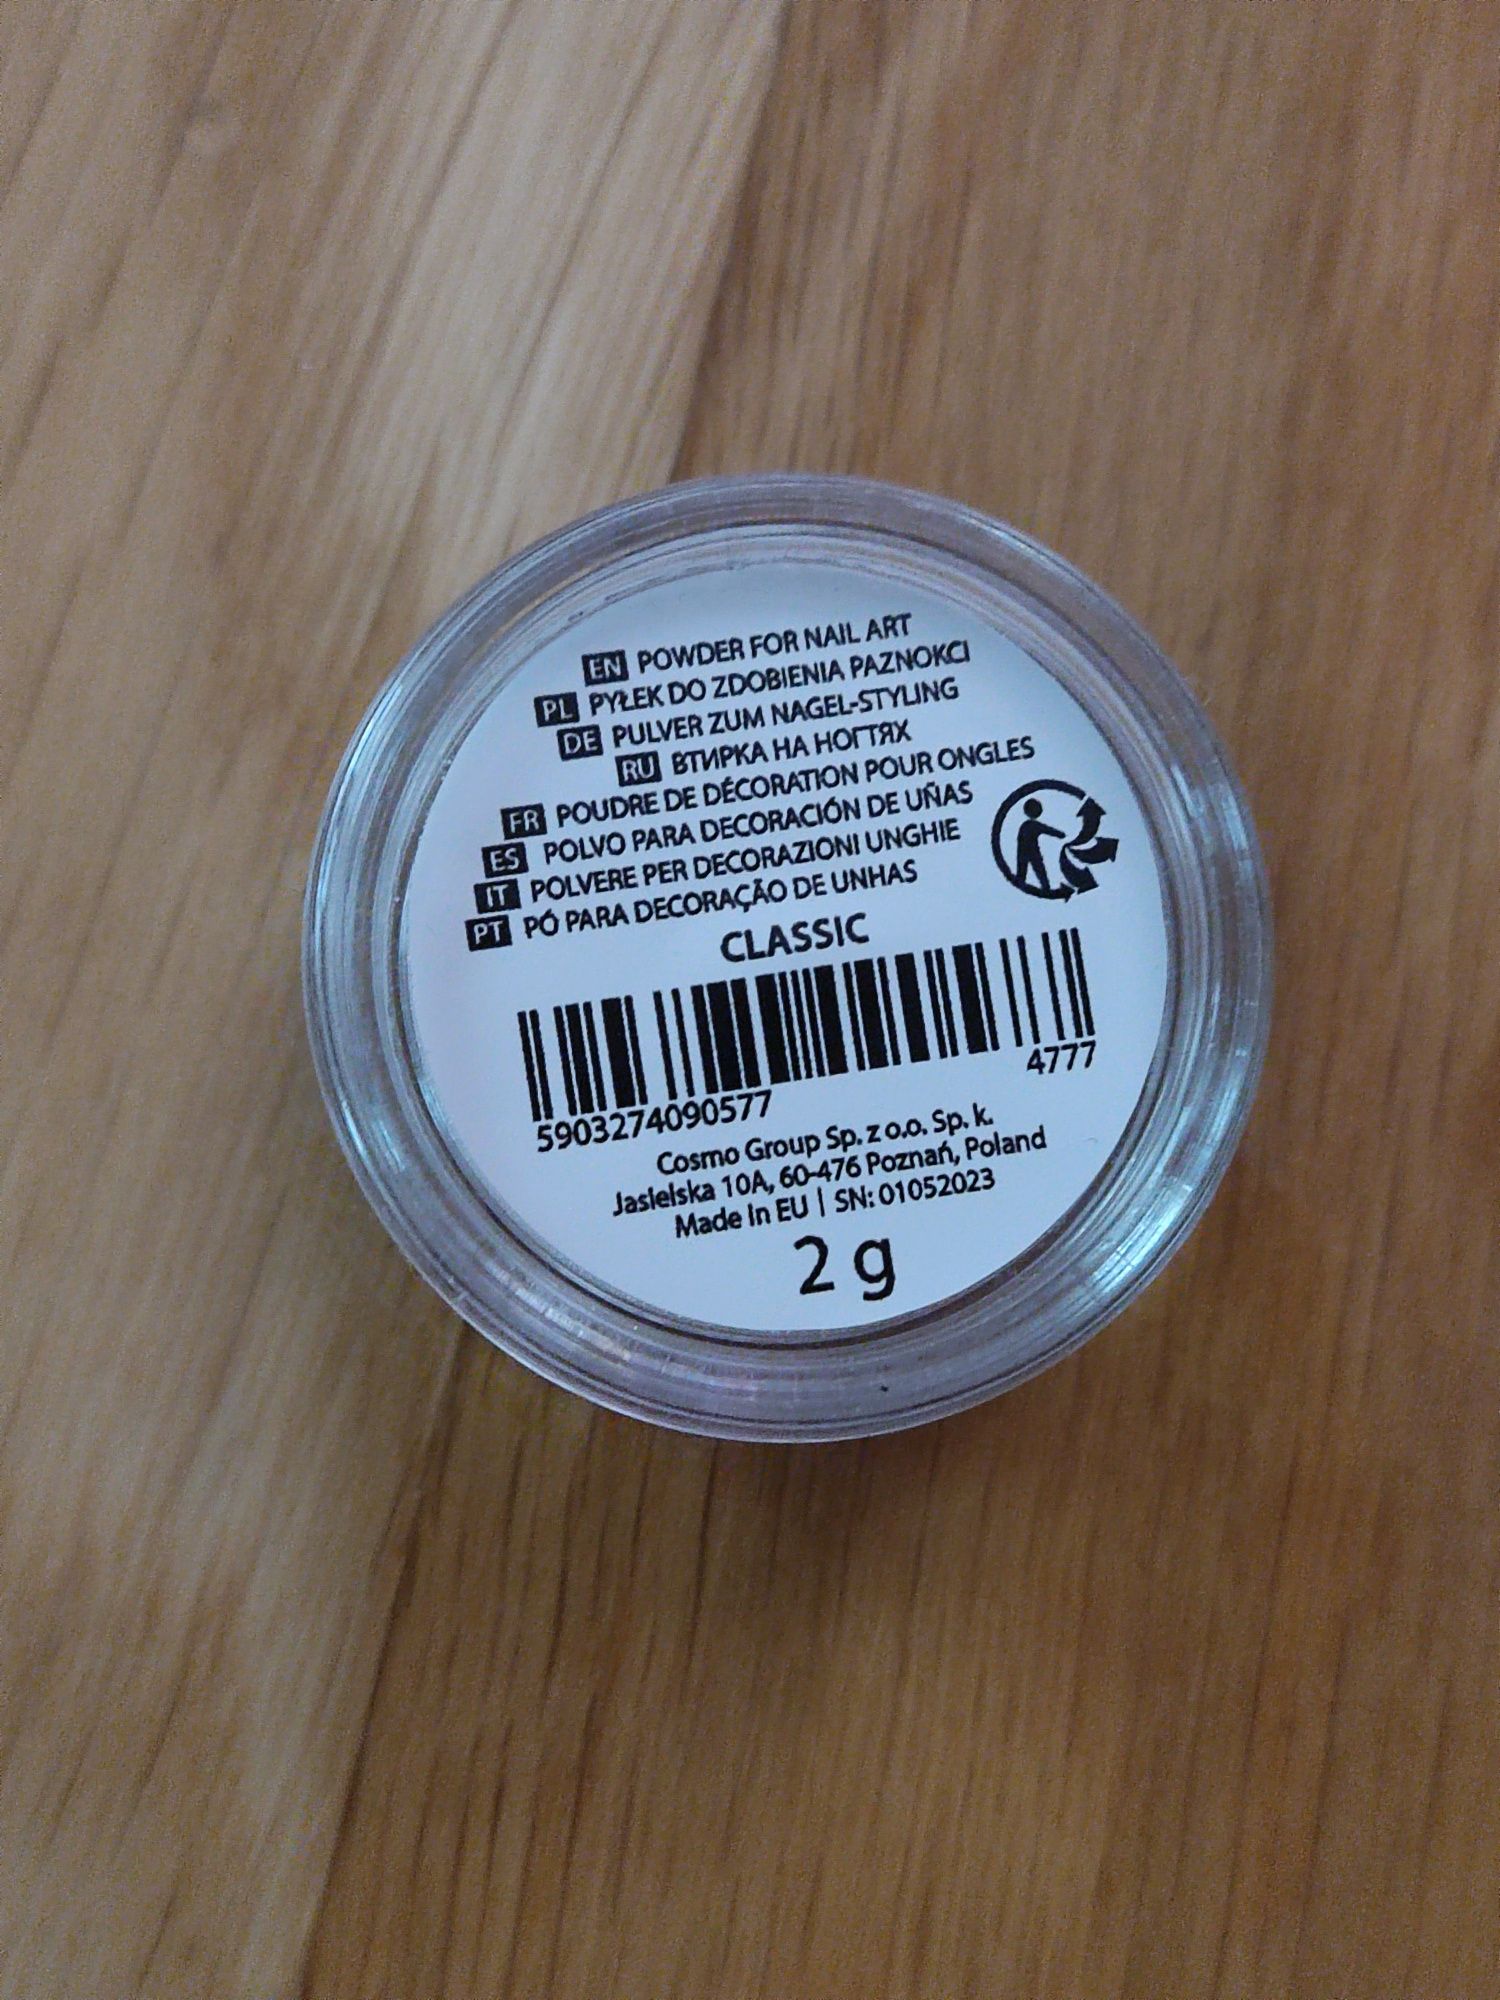 EN POWDER FOR NAIL ART
PL PYŁEK DO ZDOBIENIA PAZNOKCI
DE PULVER ZUM NAGEL-STYLING
RU ВТИРКА НА НОГТЯХ
FR POUDRE DE DÉCORATION POUR ONGLES
ES POLVO PARA DECORACIÓN DE UÑAS
IT POLVERE PER DECORAZIONI UNGHIE
PT PÓ PARA DECORAÇÃO DE UNHAS
CLASSIC
5903274090577 4777
Cosmo Group Sp. z o.o. Sp. k.
Jasielska 10A, 60-476 Poznań, Poland
Made in EU | SN: 01052023
2 g